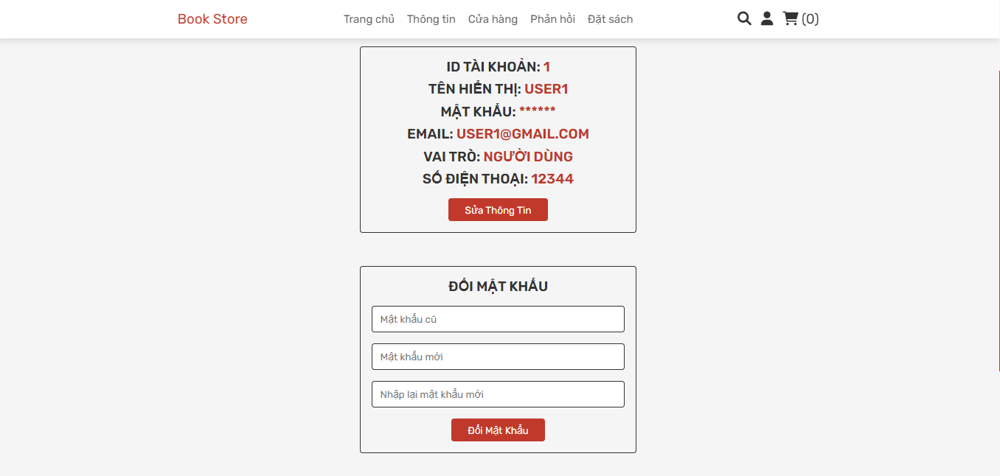 Book Store Trang chủ Thông tin Cửa hàng Phản hồi Đặt sách (0)
ID TÀI KHOẢN: 1
TÊN HIỂN THỊ: USER1
MẬT KHẨU: ******
EMAIL: USER1@GMAIL.COM
VAI TRÒ: NGƯỜI DÙNG
SỐ ĐIỆN THOẠI: 12344
Sửa Thông Tin
ĐỔI MẬT KHẨU
Mật khẩu cũ
Mật khẩu mới
Nhập lại mật khẩu mới
Đổi Mật Khẩu